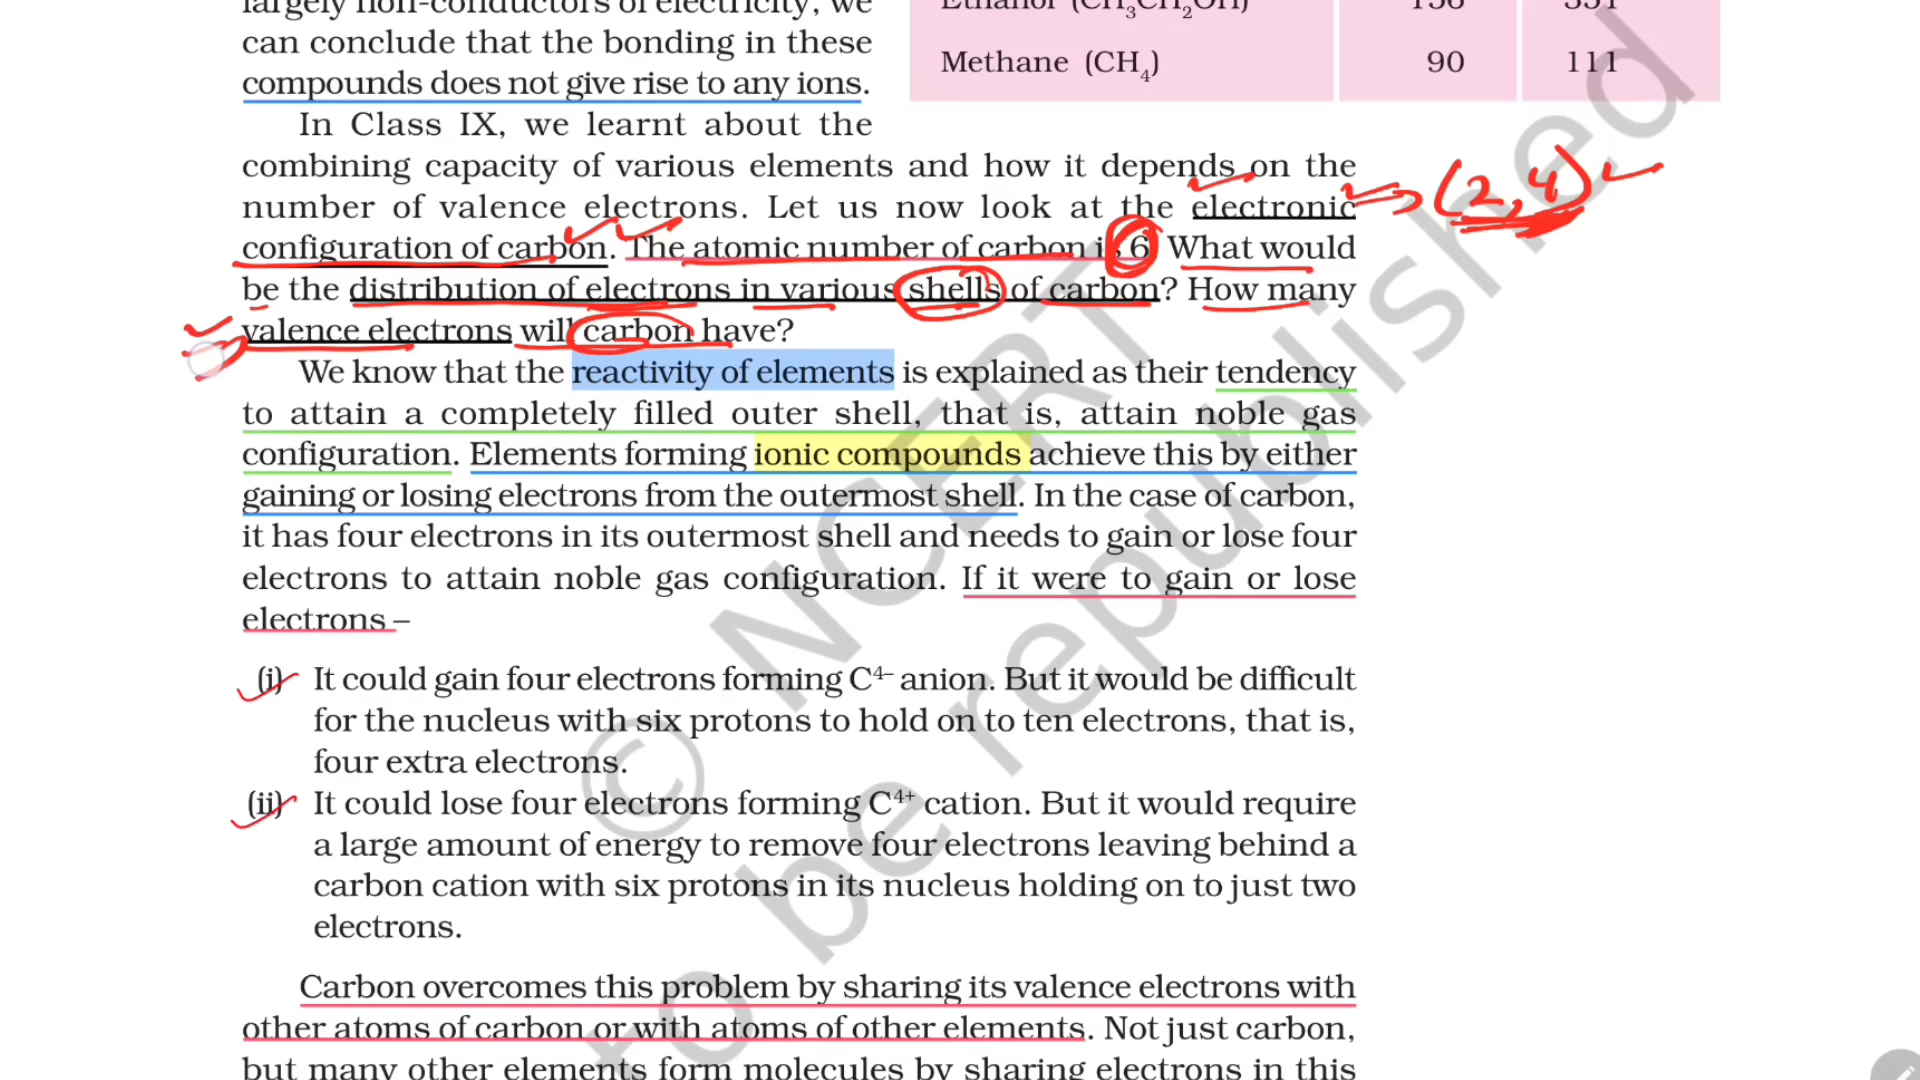 largely non-conductors of electricity, we
can conclude that the bonding in these
compounds does not give rise to any ions.
Ethanol (CH3CH2OH) 156 351
Methane (CH4) 90 111
In Class IX, we learnt about the
combining capacity of various elements and how it depends on the
number of valence electrons. Let us now look at the electronic
(2,4)
configuration of carbon. The atomic number of carbon is 6. What would
be the distribution of electrons in various shells of carbon? How many
valence electrons will carbon have?
We know that the reactivity of elements is explained as their tendency
to attain a completely filled outer shell, that is, attain noble gas
configuration. Elements forming ionic compounds achieve this by either
gaining or losing electrons from the outermost shell. In the case of carbon,
it has four electrons in its outermost shell and needs to gain or lose four
electrons to attain noble gas configuration. If it were to gain or lose
electrons –
(i) It could gain four electrons forming C4– anion. But it would be difficult
for the nucleus with six protons to hold on to ten electrons, that is,
four extra electrons.
(ii) It could lose four electrons forming C4+ cation. But it would require
a large amount of energy to remove four electrons leaving behind a
carbon cation with six protons in its nucleus holding on to just two
electrons.
Carbon overcomes this problem by sharing its valence electrons with
other atoms of carbon or with atoms of other elements. Not just carbon,
but many other elements form molecules by sharing electrons in this
© NCERT
to be republished